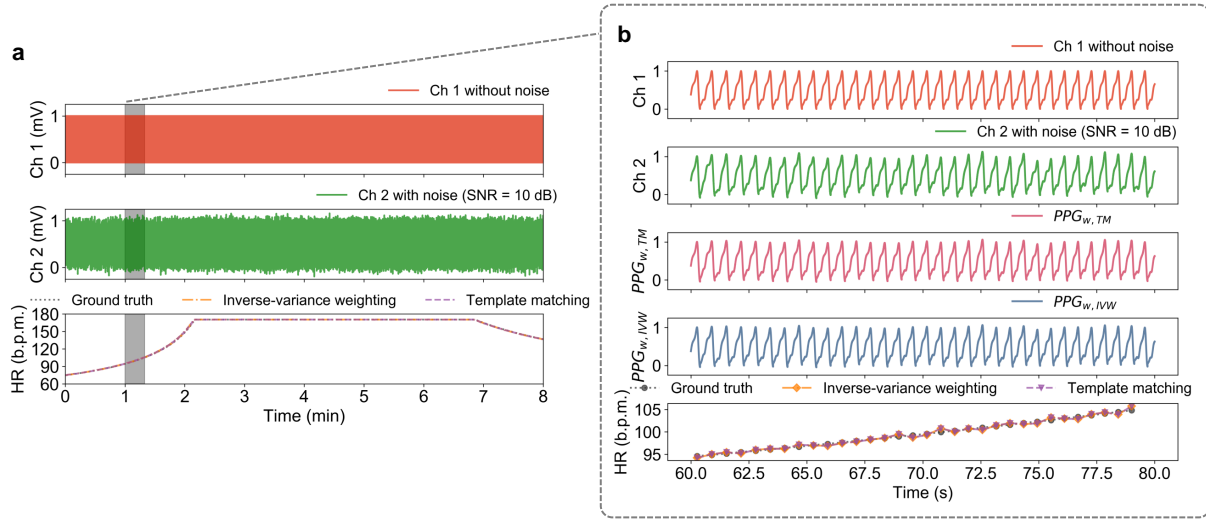 a
Ch 1 without noise
Ch 1 (mV)
1
0
Ch 2 with noise (SNR = 10 dB)
Ch 2 (mV)
1
0
Ground truth Inverse-variance weighting Template matching
HR (b.p.m.)
180
150
120
90
60
0 1 2 3 4 5 6 7 8
Time (min)
b
Ch 1 without noise
Ch 1
1
0
Ch 2 with noise (SNR = 10 dB)
Ch 2
1
0
PPGw, TM
PPGw, TM
1
0
PPGw, IVW
PPGw, IVW
1
0
Ground truth Inverse-variance weighting Template matching
HR (b.p.m.)
105
100
95
60.0 62.5 65.0 67.5 70.0 72.5 75.0 77.5 80.0
Time (s)